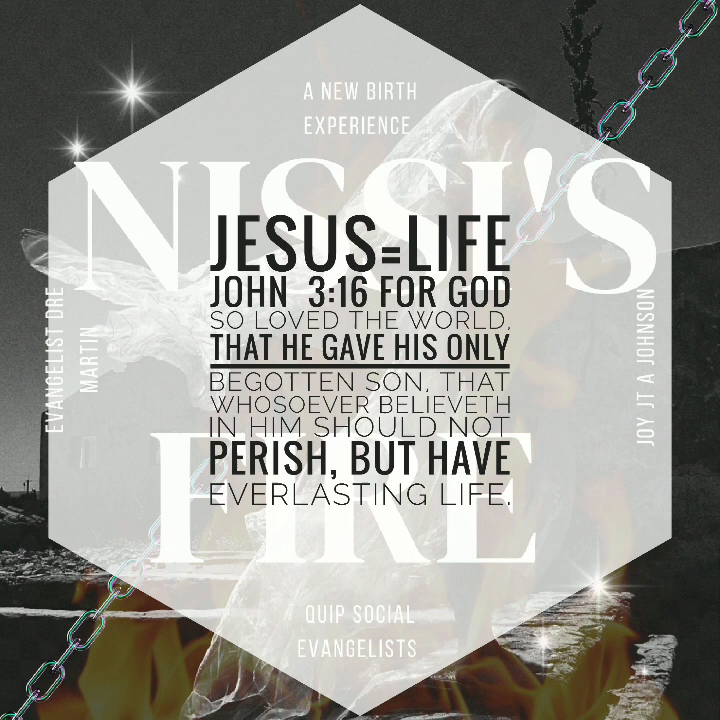 A NEW BIRTH
EXPERIENCE
NISSI'S
JESUS=LIFE
JOHN 3:16 FOR GOD
SO LOVED THE WORLD,
THAT HE GAVE HIS ONLY
BEGOTTEN SON, THAT
WHOSOEVER BELIEVETH
IN HIM SHOULD NOT
PERISH, BUT HAVE
EVERLASTING LIFE.
EVANGELIST DRE
MARTIN
JOY JT A JOHNSON
FIRE
QUIP SOCIAL
EVANGELISTS